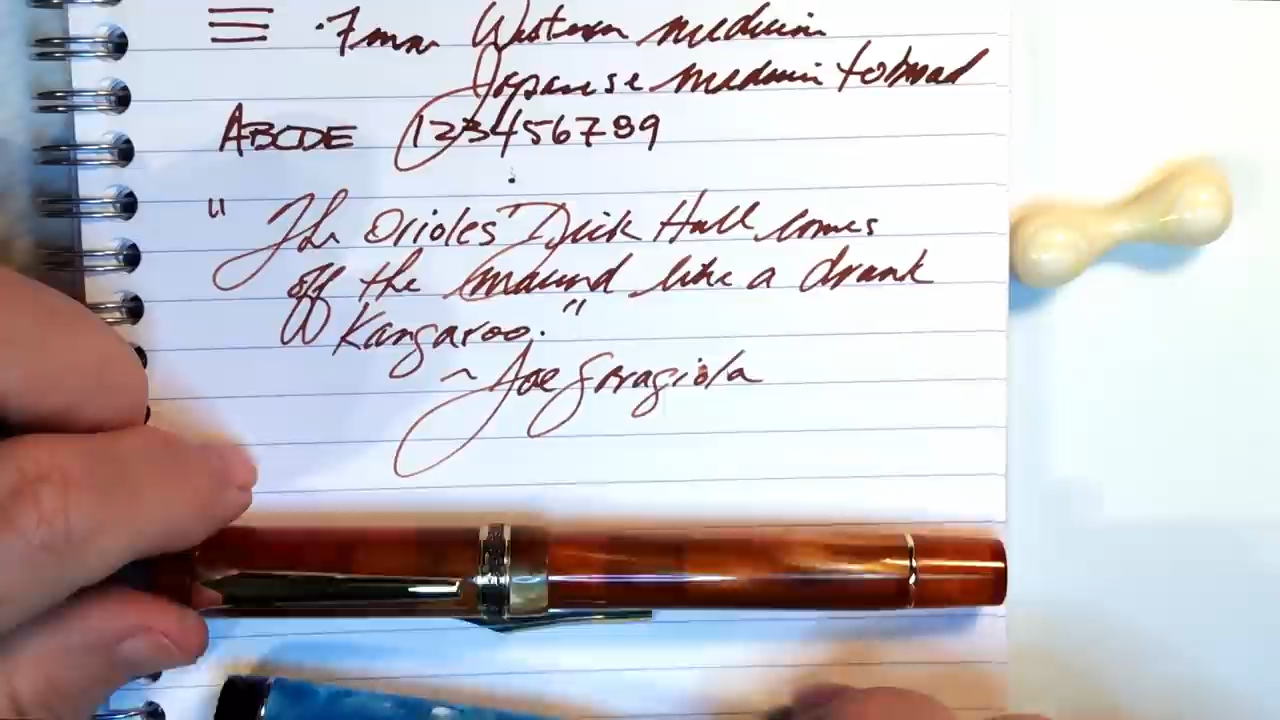 .7mm Western medium
Japanese medium to broad
ABCDE 123456789
" The Orioles' Dick Hall comes
off the mound like a drunk
Kangaroo."
~ Joe Garagiola